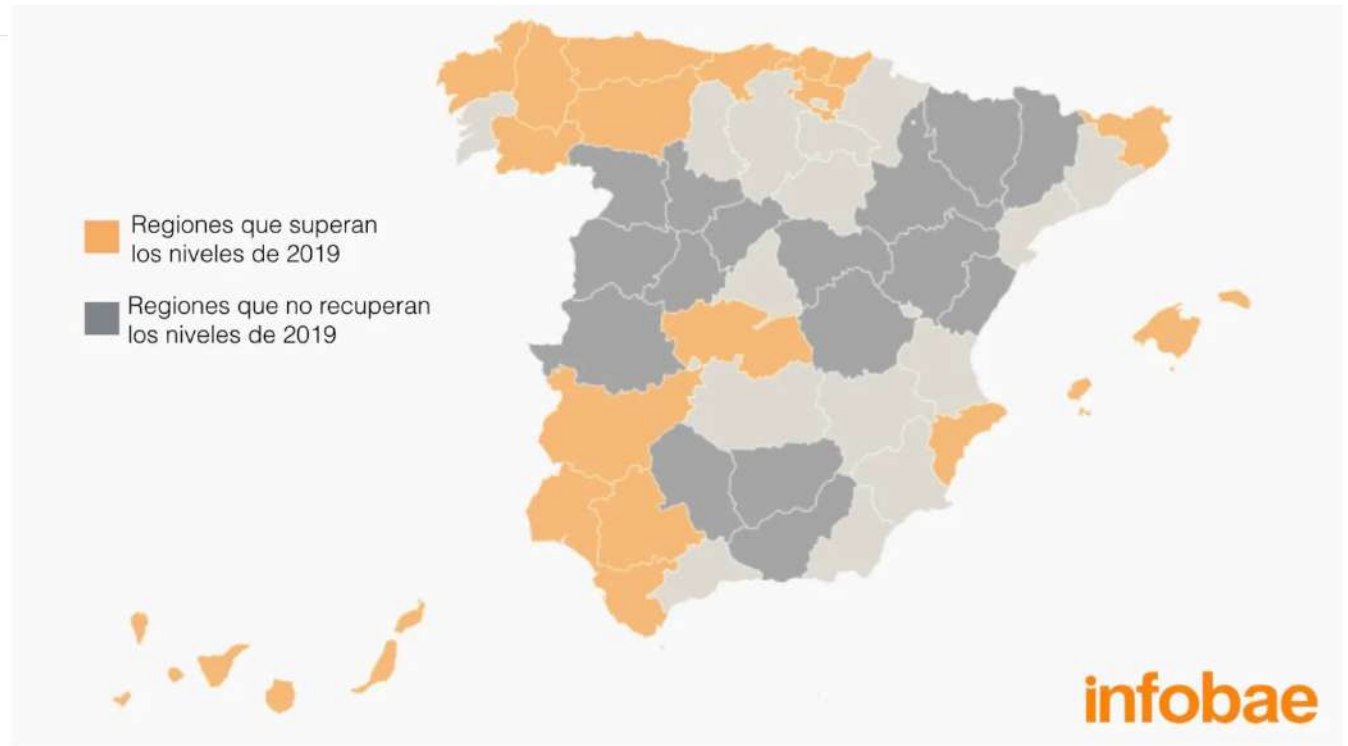 Regiones que superan
los niveles de 2019
Regiones que no recuperan
los niveles de 2019
infobae